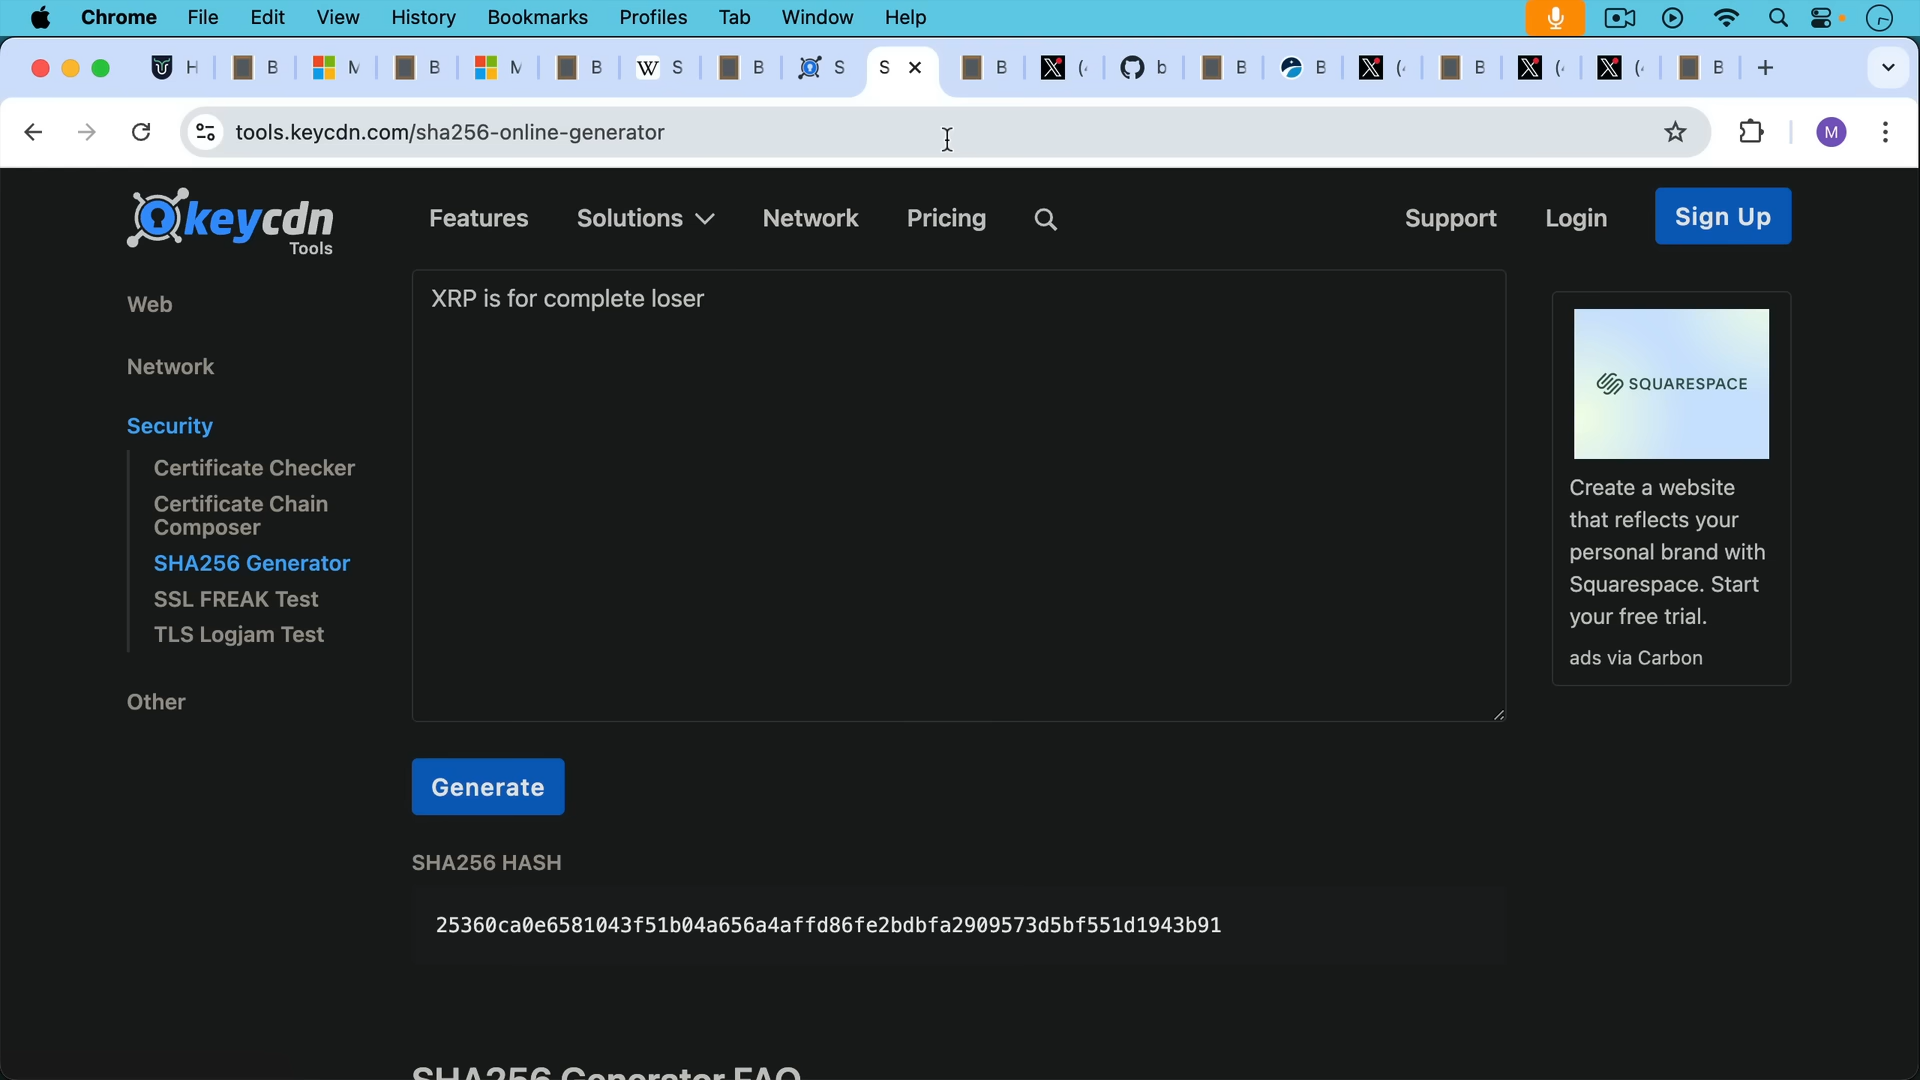 Chrome File Edit View History Bookmarks Profiles Tab Window Help
H B M B M B W S B S S B ( b B B ( B ( ( B
tools.keycdn.com/sha256-online-generator
M
keycdn
Tools
Features Solutions Network Pricing Support Login Sign Up
Web
Network
Security
Certificate Checker
Certificate Chain
Composer
SHA256 Generator
SSL FREAK Test
TLS Logjam Test
Other
XRP is for complete loser
Generate
SHA256 HASH
25360ca0e6581043f51b04a656a4affd86fe2bdbfa2909573d5bf551d1943b91
SHA256 Generator FAQ
SQUARESPACE
Create a website
that reflects your
personal brand with
Squarespace. Start
your free trial.
ads via Carbon